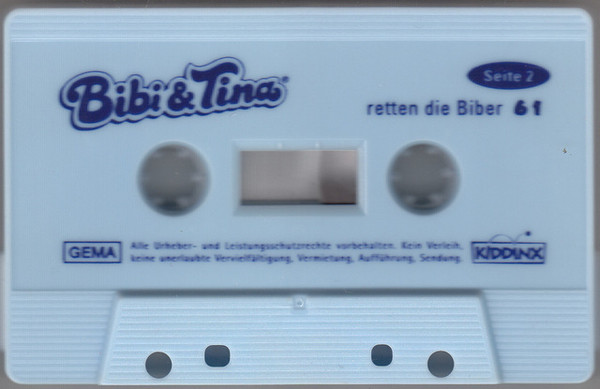 Seite 2
Bibi & Tina®
retten die Biber 61
GEMA
Alle Urheber- und Leistungsschutzrechte vorbehalten. Kein Verleih,
keine unerlaubte Vervielfältigung, Vermietung, Aufführung, Sendung.
KIDDINX